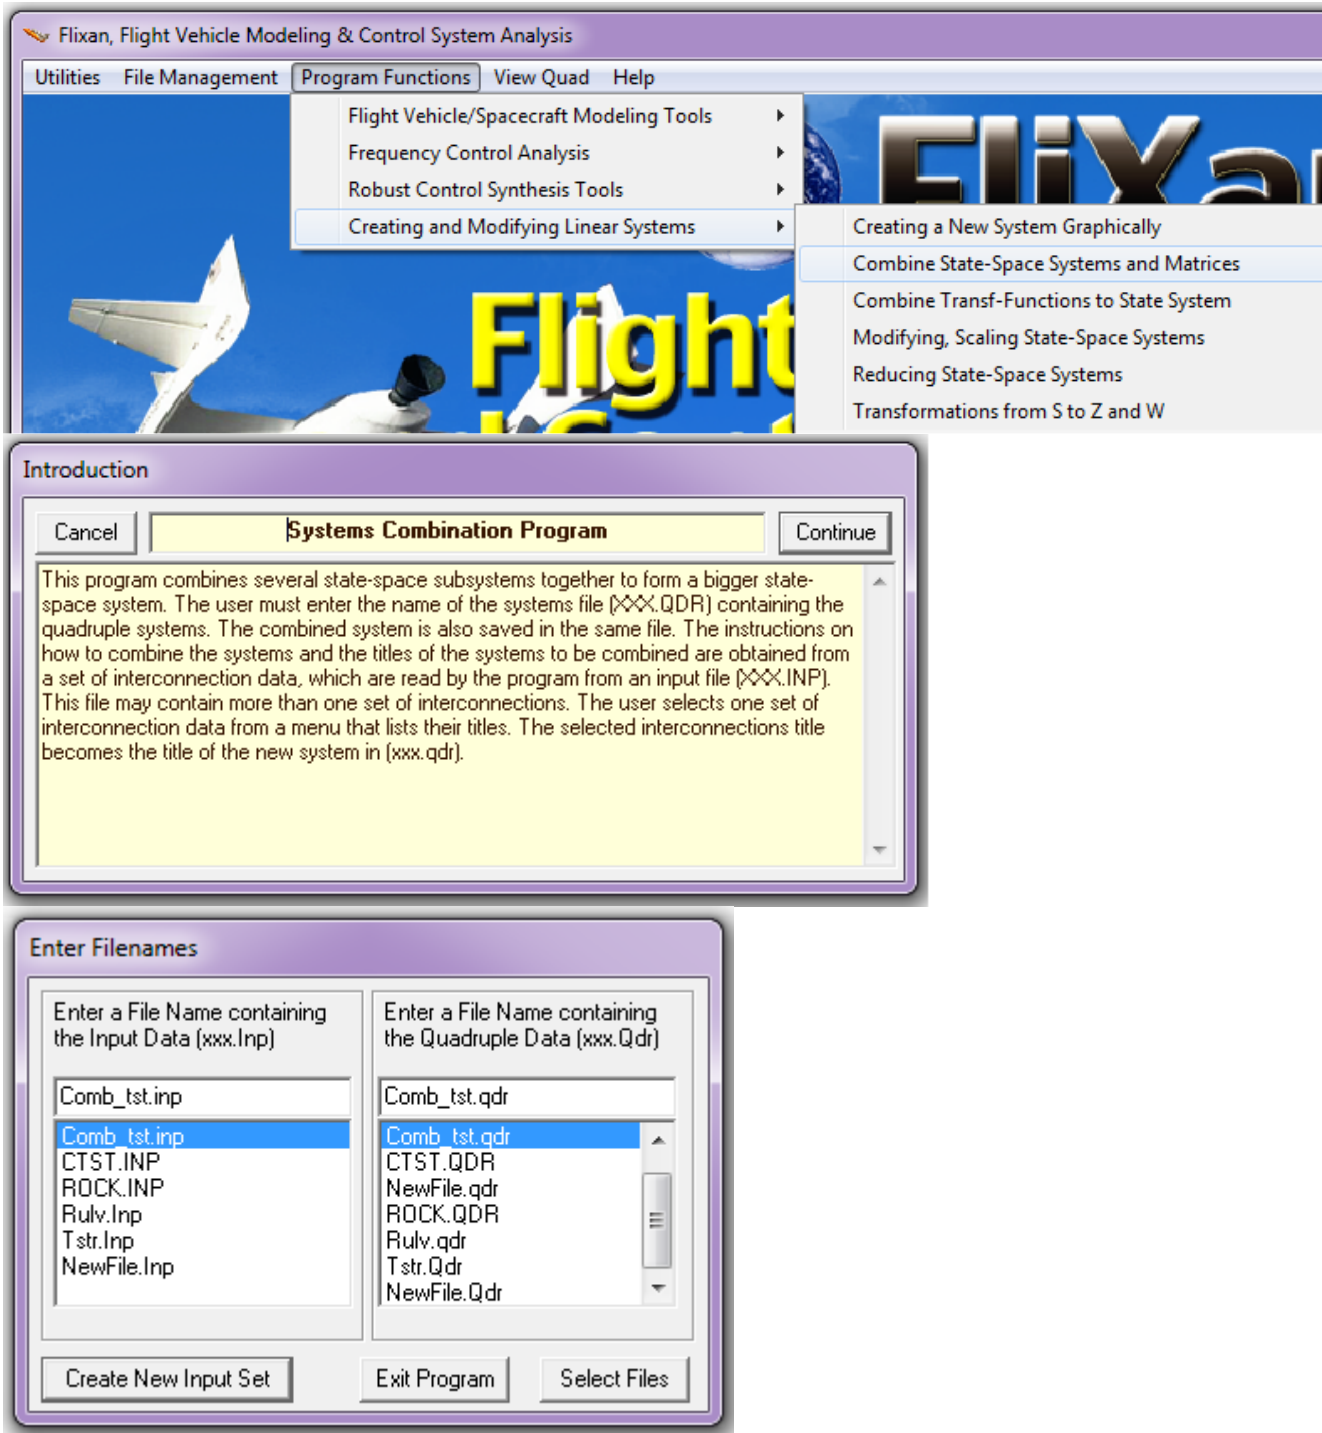 Flixan, Flight Vehicle Modeling & Control System Analysis
Utilities File Management Program Functions View Quad Help
Flight Vehicle/Spacecraft Modeling Tools
Frequency Control Analysis
Robust Control Synthesis Tools
Creating and Modifying Linear Systems
Creating a New System Graphically
Combine State-Space Systems and Matrices
Combine Transf-Functions to State System
Modifying, Scaling State-Space Systems
Reducing State-Space Systems
Transformations from S to Z and W
FliXa
Flight
Introduction
Cancel Systems Combination Program Continue
This program combines several state-space subsystems together to form a bigger state-
space system. The user must enter the name of the systems file (XXX.QDR) containing the
quadruple systems. The combined system is also saved in the same file. The instructions on
how to combine the systems and the titles of the systems to be combined are obtained from
a set of interconnection data, which are read by the program from an input file (XXX.INP).
This file may contain more than one set of interconnections. The user selects one set of
interconnection data from a menu that lists their titles. The selected interconnections title
becomes the title of the new system in (xxx.qdr).
Enter Filenames
Enter a File Name containing
the Input Data (xxx.Inp)
Comb_tst.inp
Comb_tst.inp
CTST.INP
ROCK.INP
Rulv.Inp
Tstr.Inp
NewFile.Inp
Enter a File Name containing
the Quadruple Data (xxx.Qdr)
Comb_tst.qdr
Comb_tst.qdr
CTST.QDR
NewFile.qdr
ROCK.QDR
Rulv.qdr
Tstr.Qdr
NewFile.Qdr
Create New Input Set Exit Program Select Files